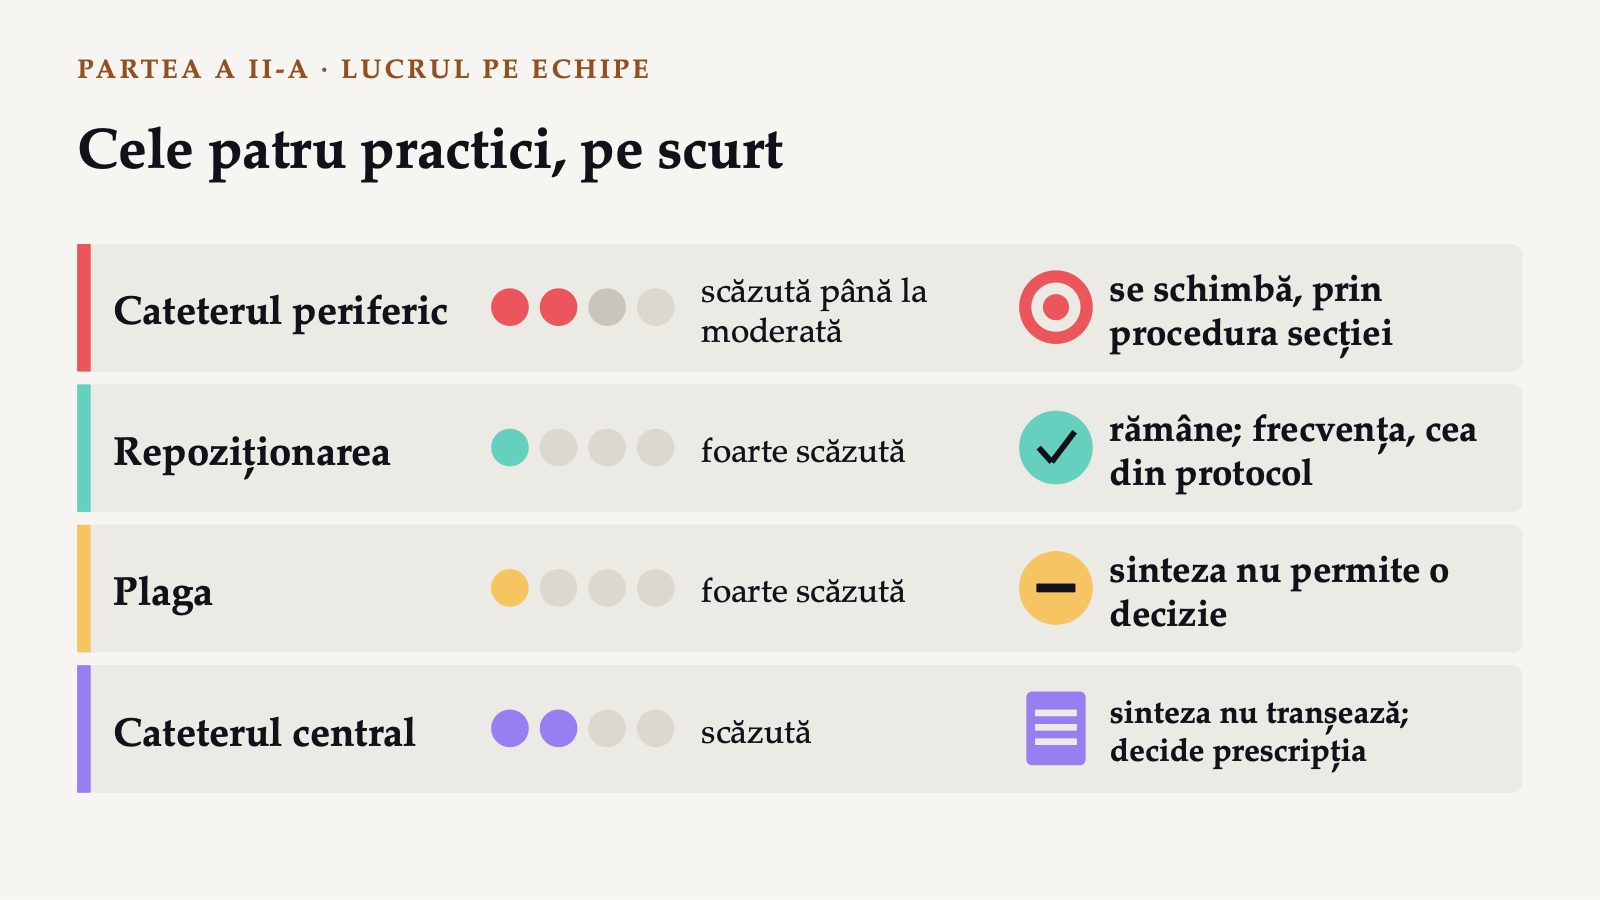 PARTEA A II-A · LUCRUL PE ECHIPE
Cele patru practici, pe scurt
Cateterul periferic
scăzută până la
moderată
se schimbă, prin
procedura secției
Repoziționarea
foarte scăzută
rămâne; frecvența, cea
din protocol
Plaga
foarte scăzută
sinteza nu permite o
decizie
Cateterul central
scăzută
sinteza nu tranșează;
decide prescripția